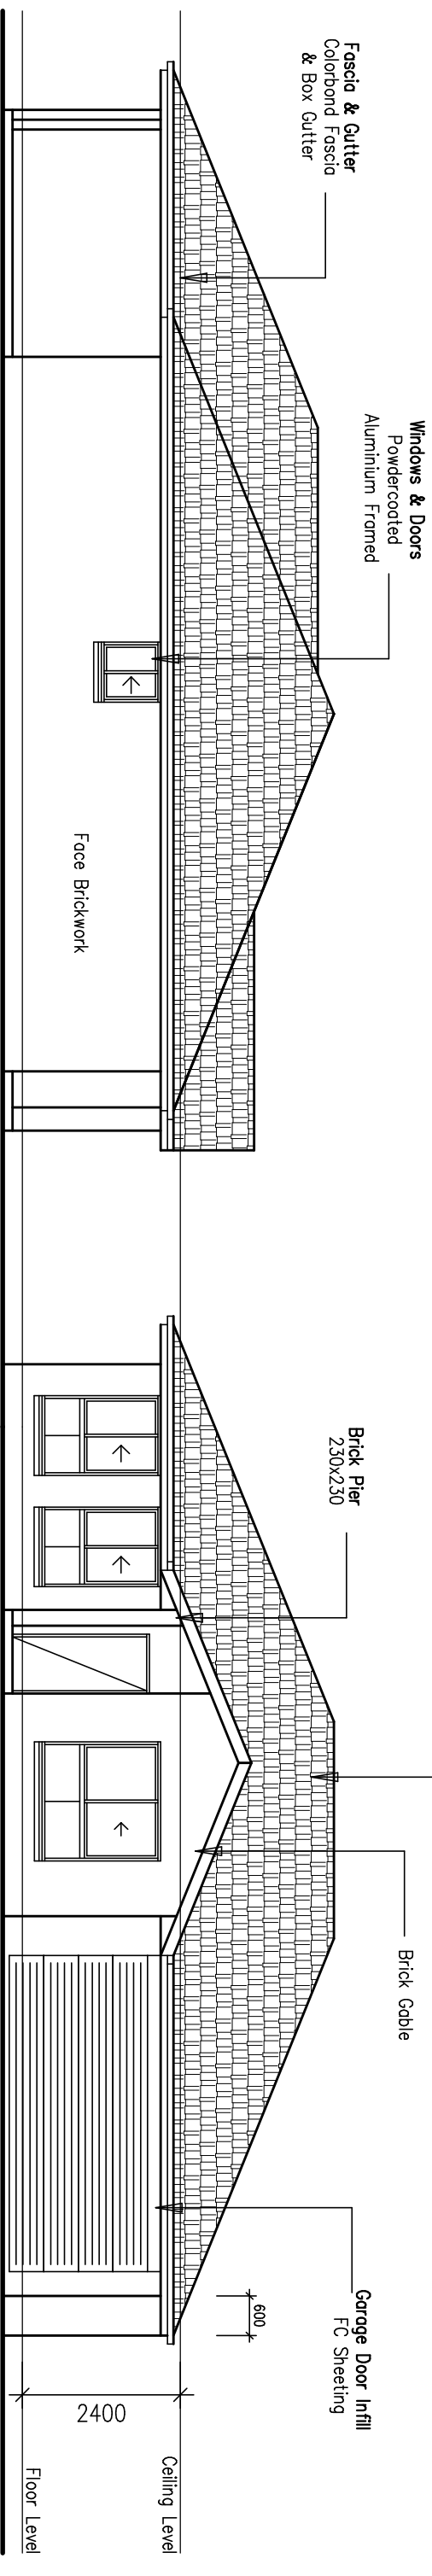 Fascia & Gutter
Colorbond Fascia
& Box Gutter
Windows & Doors
Powdercoated
Aluminium Framed
Face Brickwork
Brick Pier
230x230
Brick Gable
Garage Door Infill
FC Sheeting
600
2400
Ceiling Level
Floor Level